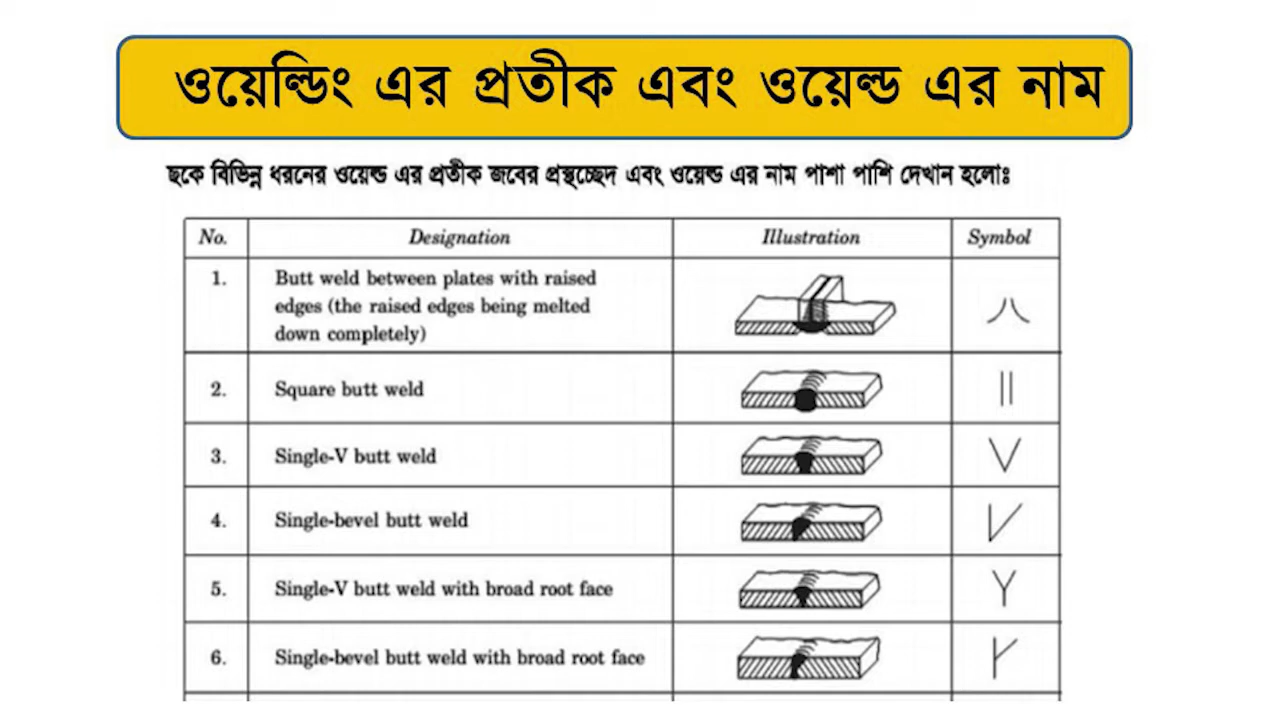 ওয়েল্ডিং এর প্রতীক এবং ওয়েল্ড এর নাম
ছকে বিভিন্ন ধরনের ওয়েল্ড এর প্রতীক জবের প্রস্থচ্ছেদ এবং ওয়েল্ড এর নাম পাশা পাশি দেখান হলোঃ
No. Designation Illustration Symbol
1. Butt weld between plates with raised
edges (the raised edges being melted
down completely)
2. Square butt weld
3. Single-V butt weld
4. Single-bevel butt weld
5. Single-V butt weld with broad root face
6. Single-bevel butt weld with broad root face